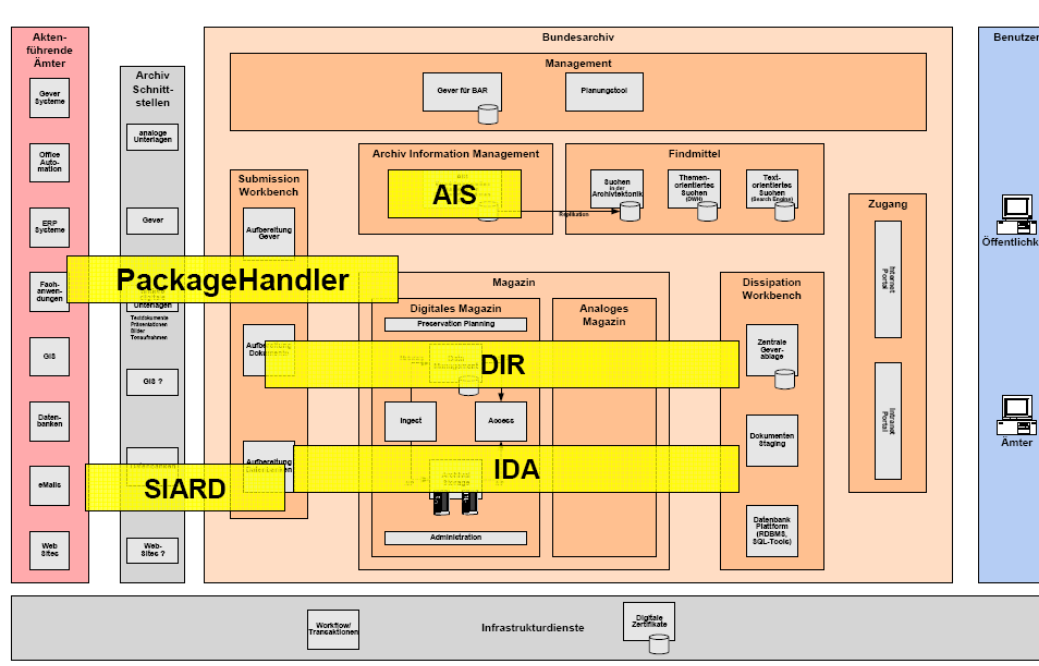 Akten-
führende
Ämter
Gever
Systeme
Office
Auto-
mation
ERP
Systeme
Fach-
anwen-
dungen
GIS
Daten-
banken
eMails
Web
Sites
Archiv
Schnitt-
stellen
analoge
Unterlagen
Gever
Unterlagen
Textdokumente
Präsentationen
Bilder
Tonaufnahmen
GIS ?
Web-
Sites ?
Bundesarchiv
Management
Gever für BAR
Planungstool
Archiv Information Management
AIS
Replikation
Findmittel
Suchen
in der
Archivtektonik
Themen-
orientiertes
Suchen
(DWH)
Text-
orientiertes
Suchen
(Search Engine)
Submission
Workbench
Aufbereitung
Gever
PackageHandler
Aufbereitung
Aufbereitung
SIARD
Magazin
Digitales Magazin
Preservation Planning
Data
Management
DIR
Ingest
Access
IDA
Storage
Administration
Analoges
Magazin
Dissipation
Workbench
Zentrale
Gever-
ablage
Dokumenten
Staging
Datenbank
Plattform
(RDBMS,
SQL-Tools)
Zugang
Internet
Portal
Intranet
Portal
Benutzer
Öffentlichk
Ämter
Workflow/
Transaktionen
Infrastrukturdienste
Digitale
Zertifikate